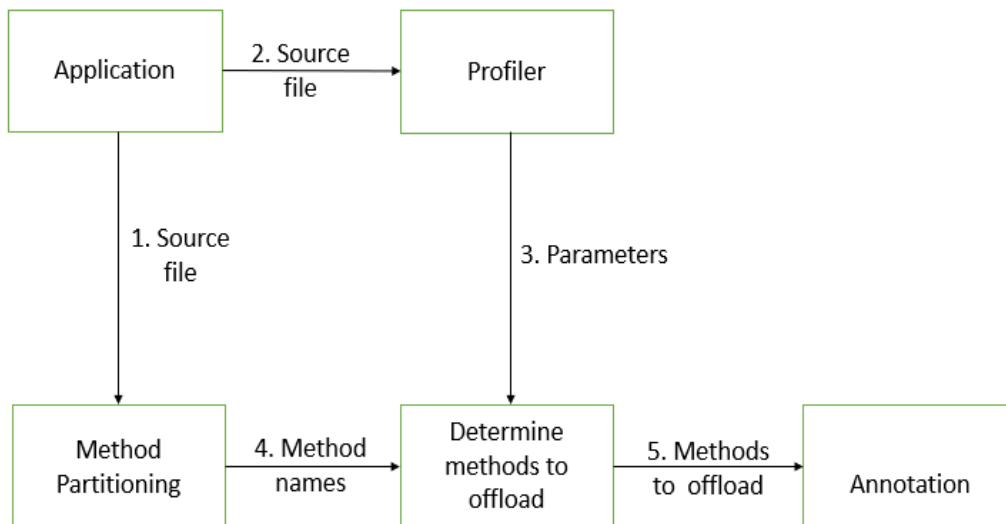 Application
2. Source
file
Profiler
1. Source
file
3. Parameters
Method
Partitioning
4. Method
names
Determine
methods to
offload
5. Methods
to offload
Annotation